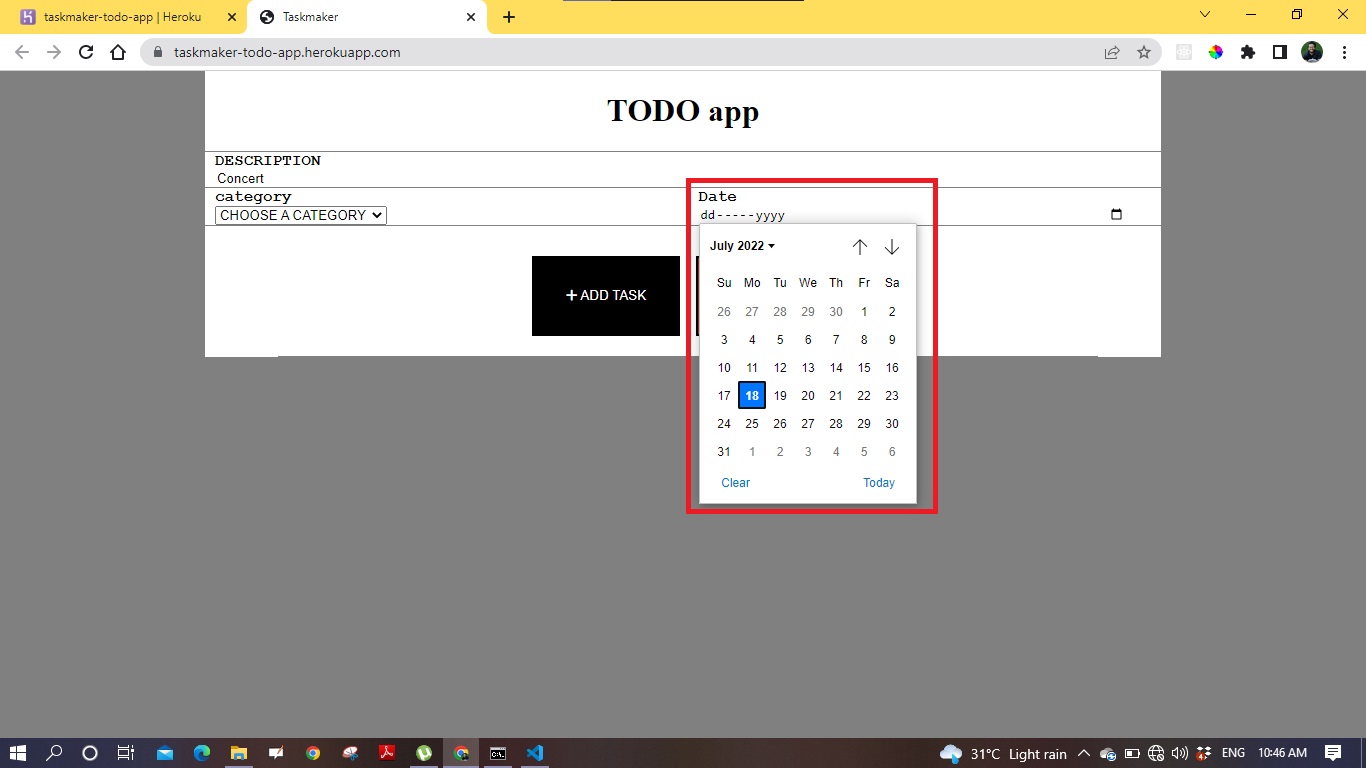 taskmaker-todo-app | Heroku
Taskmaker
taskmaker-todo-app.herokuapp.com
TODO app
DESCRIPTION
Concert
category
CHOOSE A CATEGORY
Date
dd-----yyyy
July 2022
Su Mo Tu We Th Fr Sa
26 27 28 29 30 1 2
3 4 5 6 7 8 9
10 11 12 13 14 15 16
17 18 19 20 21 22 23
24 25 26 27 28 29 30
31 1 2 3 4 5 6
Clear Today
+ ADD TASK
31°C Light rain ENG 10:46 AM